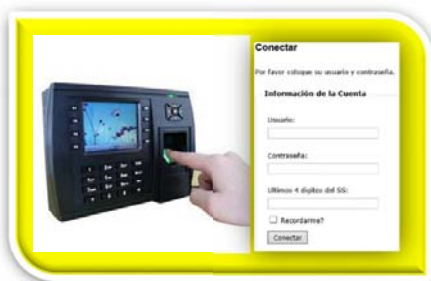 Conectar
Por favor coloque su usuario y contraseña.
Información de la Cuenta
Usuario:
Contraseña:
Ultimos 4 digitos del SS:
Recordarme?
Conectar